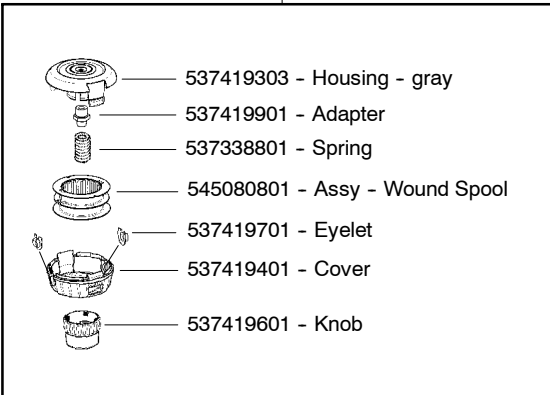 537419303 - Housing - gray
537419901 - Adapter
537338801 - Spring
545080801 - Assy - Wound Spool
537419701 - Eyelet
537419401 - Cover
537419601 - Knob